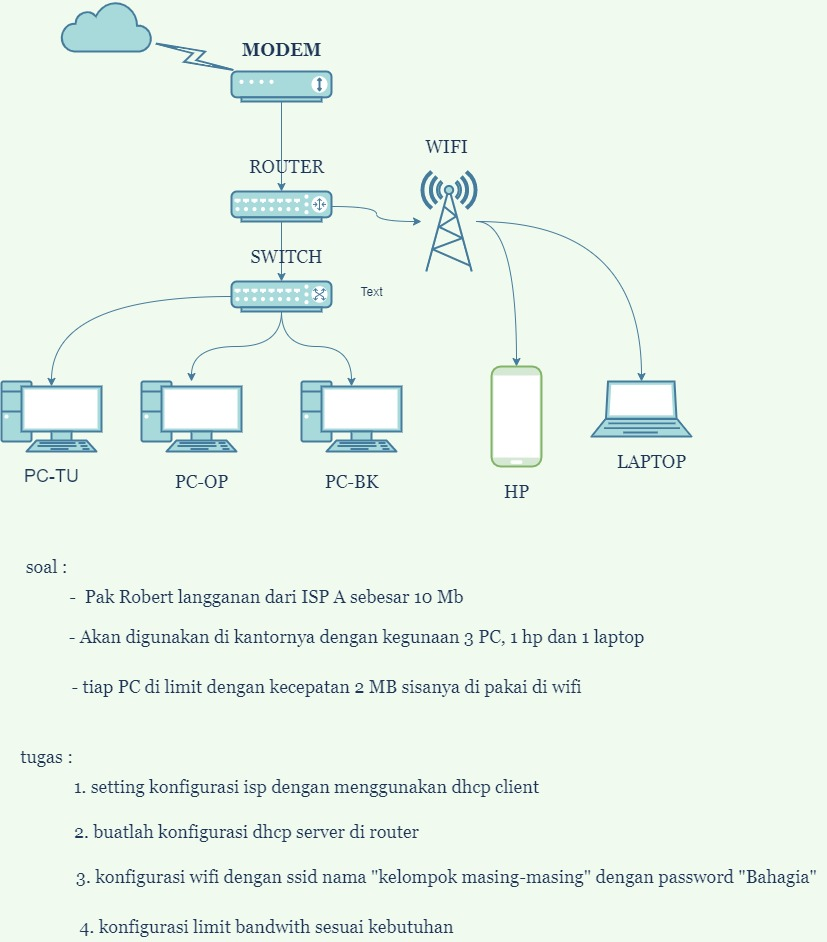 MODEM
WIFI
ROUTER
SWITCH
Text
PC-TU
PC-OP
PC-BK
HP
LAPTOP
soal :
- Pak Robert langganan dari ISP A sebesar 10 Mb
- Akan digunakan di kantornya dengan kegunaan 3 PC, 1 hp dan 1 laptop
- tiap PC di limit dengan kecepatan 2 MB sisanya di pakai di wifi
tugas :
1. setting konfigurasi isp dengan menggunakan dhcp client
2. buatlah konfigurasi dhcp server di router
3. konfigurasi wifi dengan ssid nama "kelompok masing-masing" dengan password "Bahagia"
4. konfigurasi limit bandwith sesuai kebutuhan